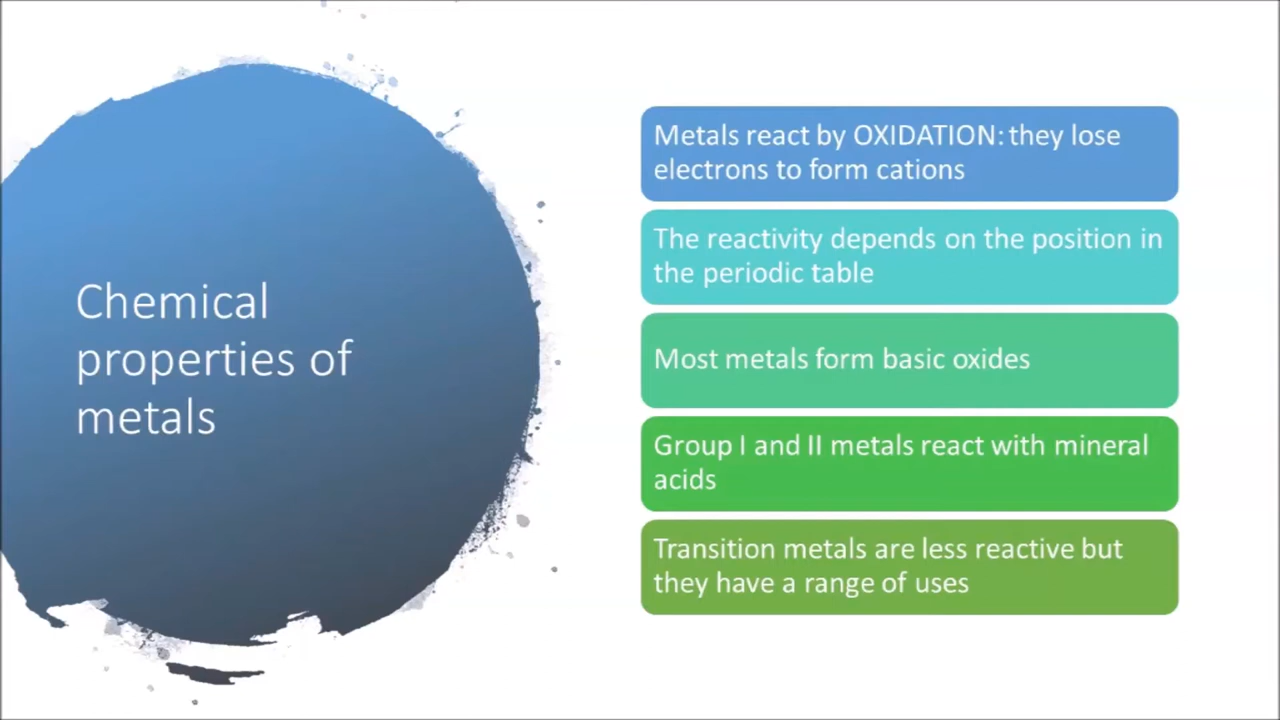 Chemical
properties of
metals
Metals react by OXIDATION: they lose
electrons to form cations
The reactivity depends on the position in
the periodic table
Most metals form basic oxides
Group I and II metals react with mineral
acids
Transition metals are less reactive but
they have a range of uses